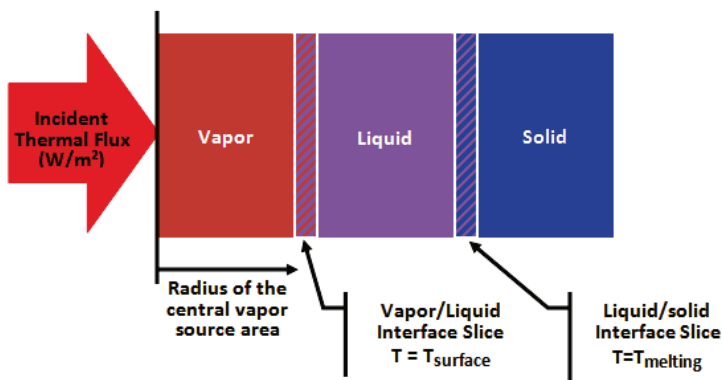 Incident
Thermal Flux
(W/m²)
Vapor
Liquid
Solid
Radius of the
central vapor
source area
Vapor/Liquid
Interface Slice
T = Tsurface
Liquid/solid
Interface Slice
T=Tmelting